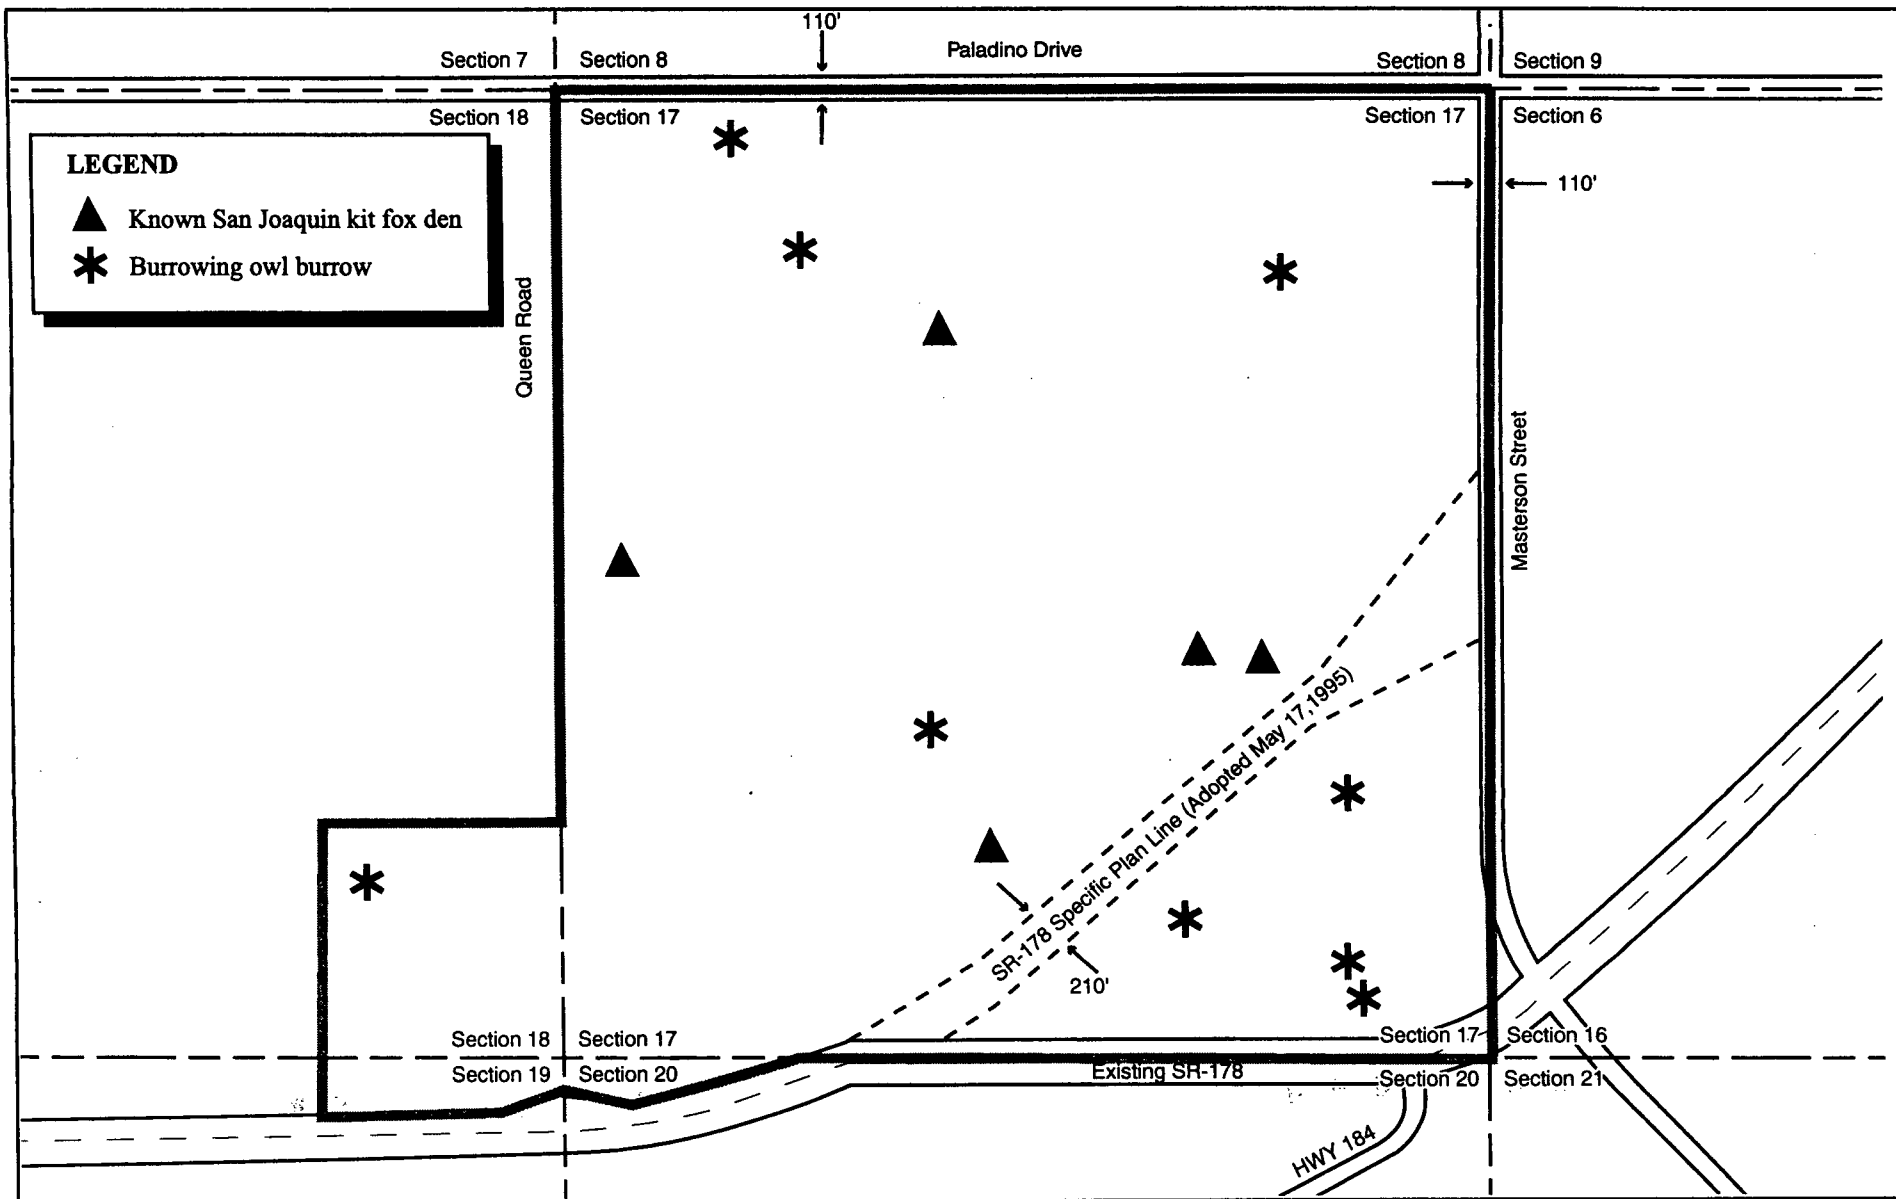 110'
Section 7
Section 8
Paladino Drive
Section 8
Section 9
Section 18
Section 17
Section 17
Section 6
LEGEND
Known San Joaquin kit fox den
Burrowing owl burrow
110'
Queen Road
Masterson Street
SR-178 Specific Plan Line (Adopted May 17,1995)
210'
Section 18
Section 17
Section 17
Section 16
Section 19
Section 20
Existing SR-178
Section 20
Section 21
HWY 184